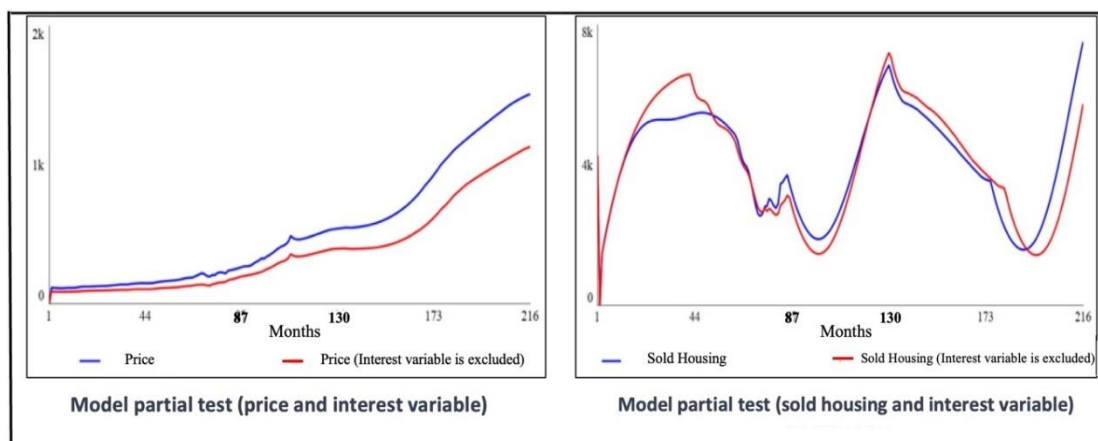 2k
1k
0
1 44 87 130 173 216
Months
Price Price (Interest variable is excluded)
Model partial test (price and interest variable)
8k
4k
0
1 44 87 130 173 216
Months
Sold Housing Sold Housing (Interest variable is excluded)
Model partial test (sold housing and interest variable)